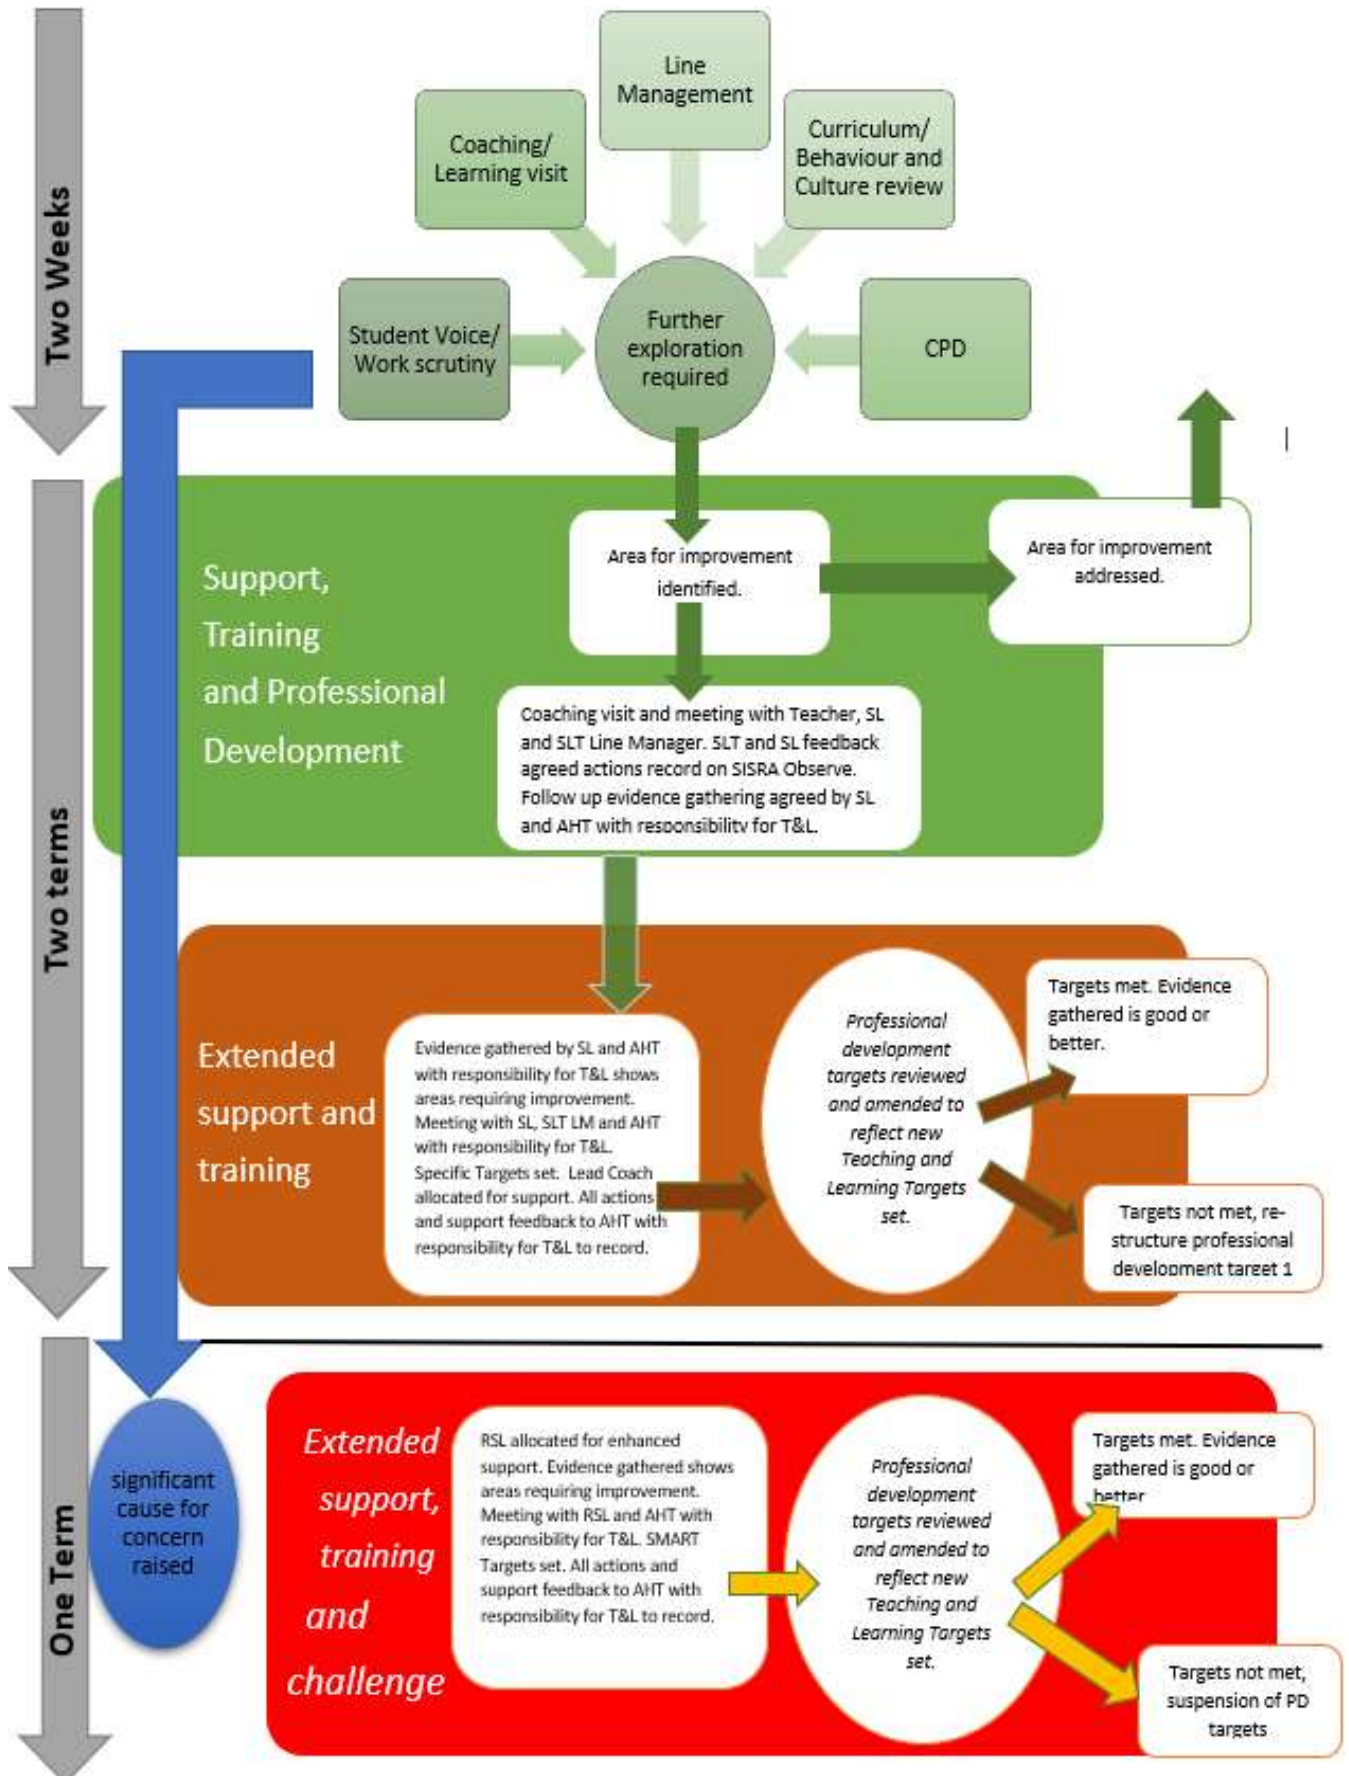 Two Weeks
Line
Management
Coaching/
Learning visit
Curriculum/
Behaviour and
Culture review
Student Voice/
Work scrutiny
Further
exploration
required
CPD
Two terms
Support,
Training
and Professional
Development
Area for improvement
identified.
Area for improvement
addressed.
Coaching visit and meeting with Teacher, SL
and SLT Line Manager. SLT and SL feedback
agreed actions record on SISRA Observe.
Follow up evidence gathering agreed by SL
and AHT with responsibility for T&L.
Extended
support and
training
Evidence gathered by SL and AHT
with responsibility for T&L shows
areas requiring improvement.
Meeting with SL, SLT LM and AHT
with responsibility for T&L.
Specific Targets set. Lead Coach
allocated for support. All actions
and support feedback to AHT with
responsibility for T&L to record.
Professional
development
targets reviewed
and amended to
reflect new
Teaching and
Learning Targets
set.
Targets met. Evidence
gathered is good or
better.
Targets not met, re-
structure professional
development target 1
One Term
significant
cause for
concern
raised
Extended
support,
training
and
challenge
RSL allocated for enhanced
support. Evidence gathered shows
areas requiring improvement.
Meeting with RSL and AHT with
responsibility for T&L. SMART
Targets set. All actions and
support feedback to AHT with
responsibility for T&L to record.
Professional
development
targets reviewed
and amended to
reflect new
Teaching and
Learning Targets
set.
Targets met. Evidence
gathered is good or
better
Targets not met,
suspension of PD
targets